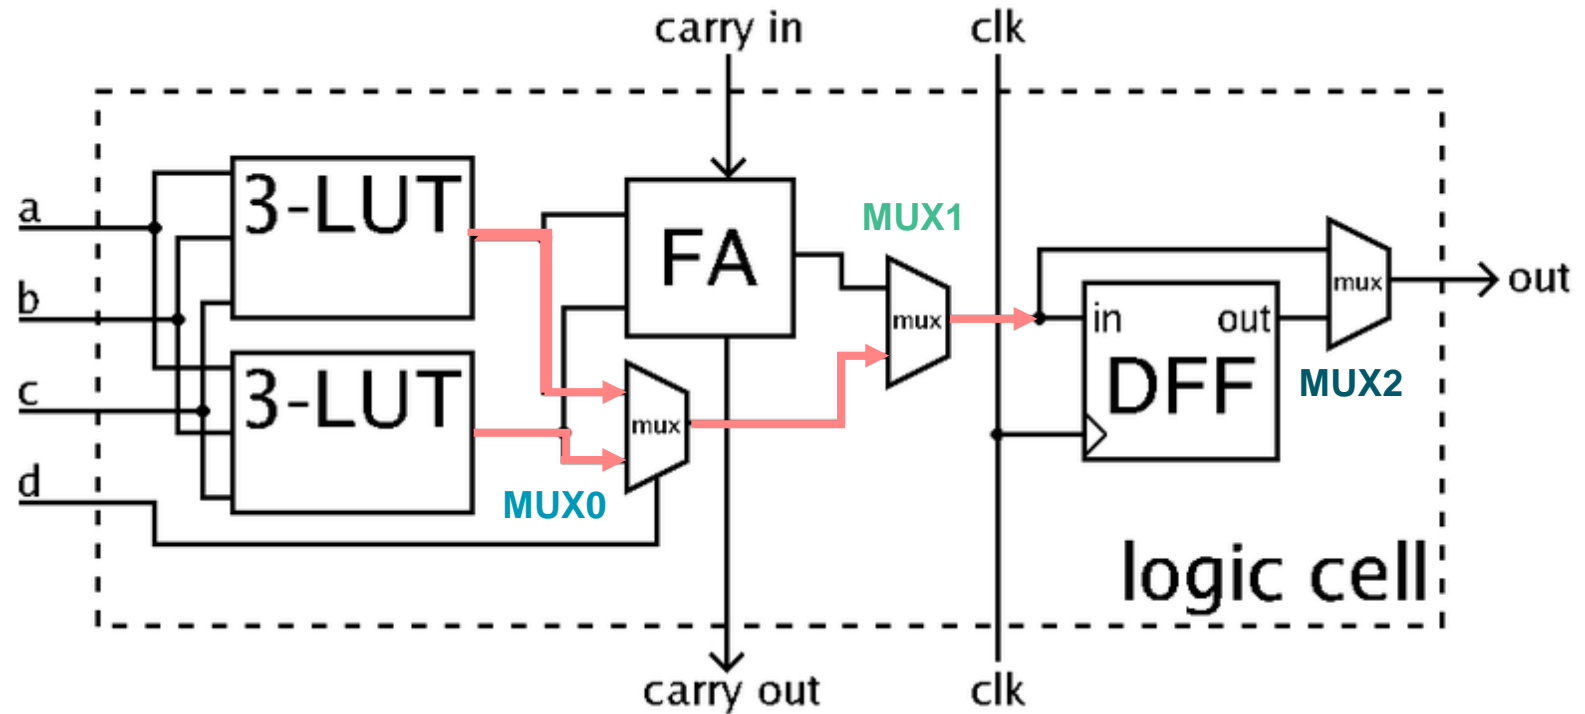 carry in
clk
a
3-LUT
FA
MUX1
mux
mux
out
b
in
out
DFF
MUX2
c
3-LUT
mux
MUX0
d
logic cell
carry out
clk